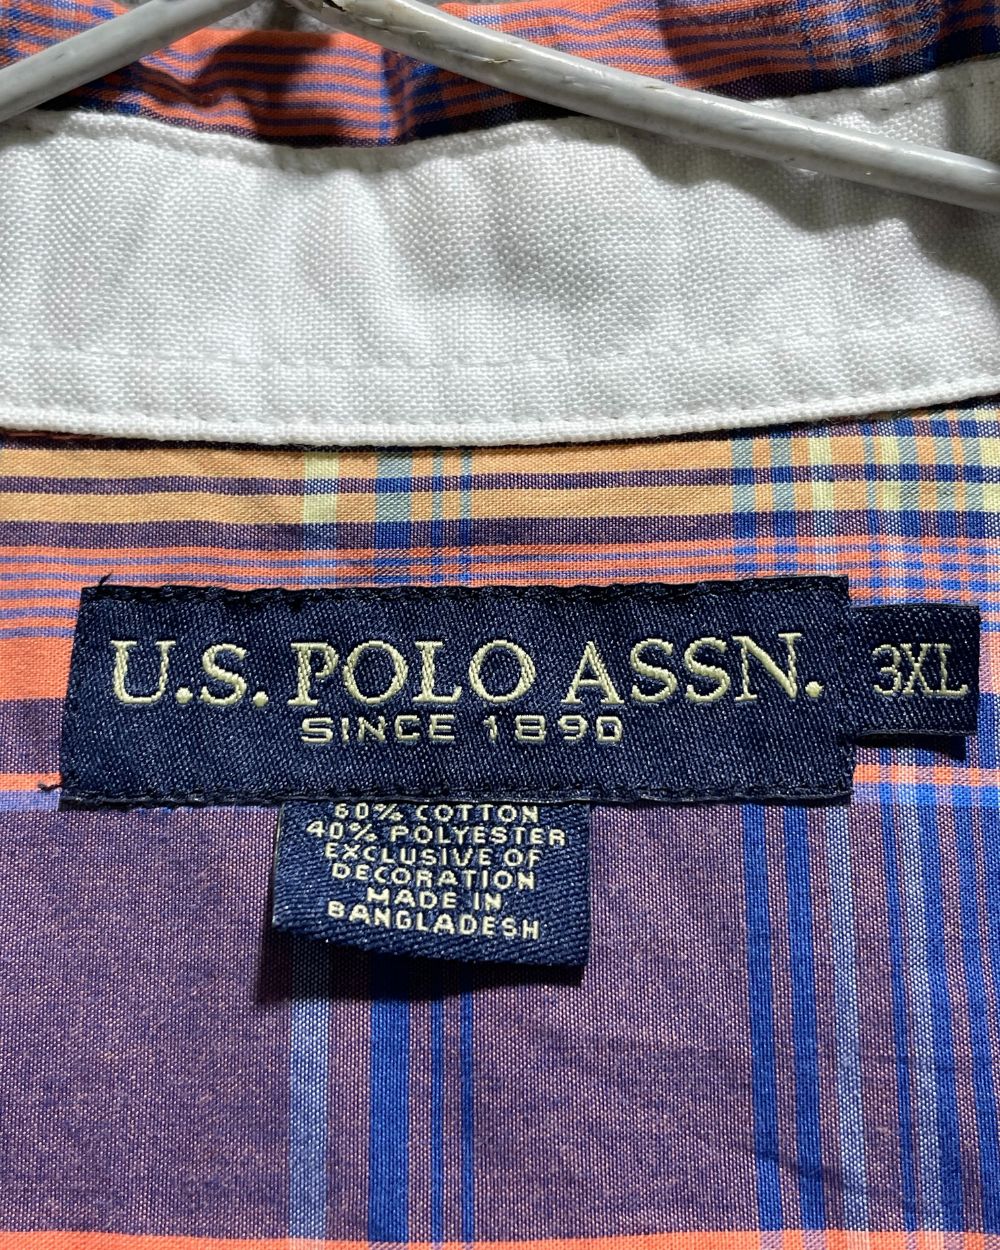 U.S. POLO ASSN.
SINCE 1890
3XL
60% COTTON
40% POLYESTER
EXCLUSIVE OF
DECORATION
MADE IN
BANGLADESH